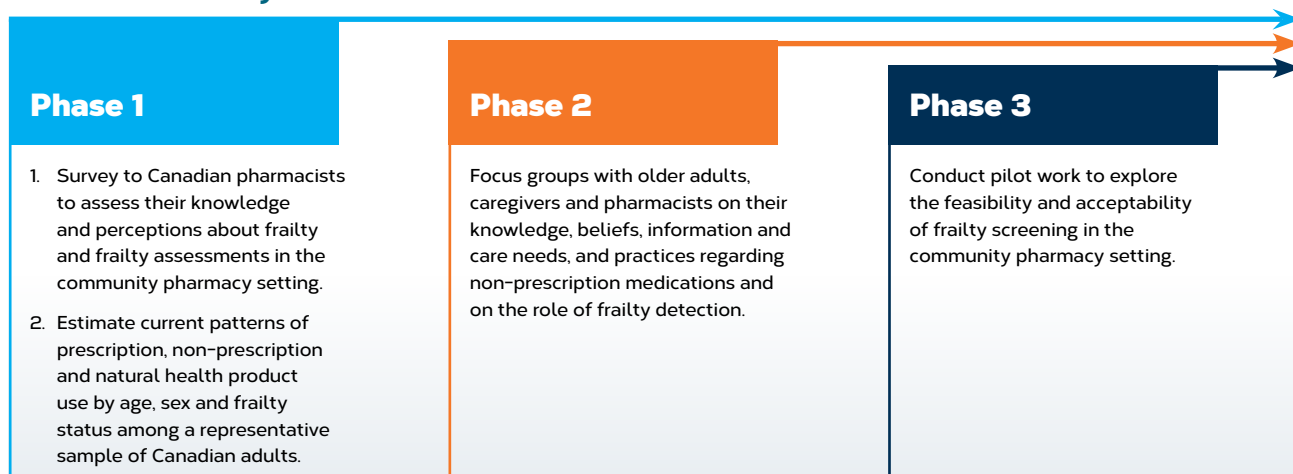 Phase 1
1. Survey to Canadian pharmacists
to assess their knowledge
and perceptions about frailty
and frailty assessments in the
community pharmacy setting.
2. Estimate current patterns of
prescription, non-prescription
and natural health product
use by age, sex and frailty
status among a representative
sample of Canadian adults.
Phase 2
Focus groups with older adults,
caregivers and pharmacists on their
knowledge, beliefs, information and
care needs, and practices regarding
non-prescription medications and
on the role of frailty detection.
Phase 3
Conduct pilot work to explore
the feasibility and acceptability
of frailty screening in the
community pharmacy setting.